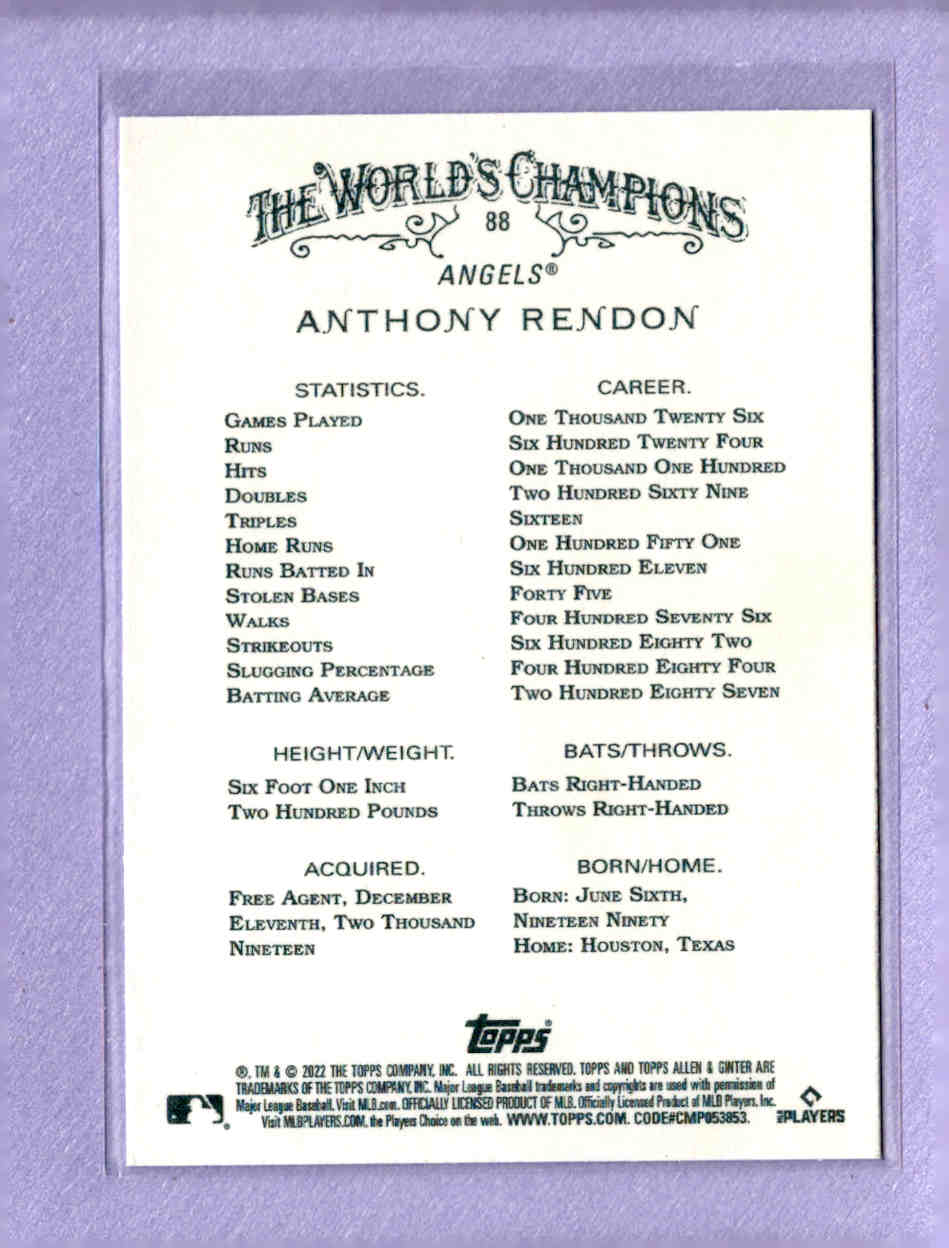 THE WORLD'S CHAMPIONS
88
ANGELS®
ANTHONY RENDON
STATISTICS. CAREER.
GAMES PLAYED ONE THOUSAND TWENTY SIX
RUNS SIX HUNDRED TWENTY FOUR
HITS ONE THOUSAND ONE HUNDRED
DOUBLES TWO HUNDRED SIXTY NINE
TRIPLES SIXTEEN
HOME RUNS ONE HUNDRED FIFTY ONE
RUNS BATTED IN SIX HUNDRED ELEVEN
STOLEN BASES FORTY FIVE
WALKS FOUR HUNDRED SEVENTY SIX
STRIKEOUTS SIX HUNDRED EIGHTY TWO
SLUGGING PERCENTAGE FOUR HUNDRED EIGHTY FOUR
BATTING AVERAGE TWO HUNDRED EIGHTY SEVEN
HEIGHT/WEIGHT. BATS/THROWS.
SIX FOOT ONE INCH BATS RIGHT-HANDED
TWO HUNDRED POUNDS THROWS RIGHT-HANDED
ACQUIRED. BORN/HOME.
FREE AGENT, DECEMBER BORN: JUNE SIXTH,
ELEVENTH, TWO THOUSAND NINETEEN NINETY
NINETEEN HOME: HOUSTON, TEXAS
topps®
®, TM & © 2022 THE TOPPS COMPANY, INC. ALL RIGHTS RESERVED. TOPPS AND TOPPS ALLEN & GINTER ARE
TRADEMARKS OF THE TOPPS COMPANY, INC. Major League Baseball trademarks and copyrights are used with permission of
Major League Baseball. Visit MLB.com. OFFICIALLY LICENSED PRODUCT OF MLB. Officially Licensed Product of MLB Players, Inc.
Visit MLBPLAYERS.COM, the Players Choice on the web. WWW.TOPPS.COM. CODE#CMP053853.
MLB PLAYERS